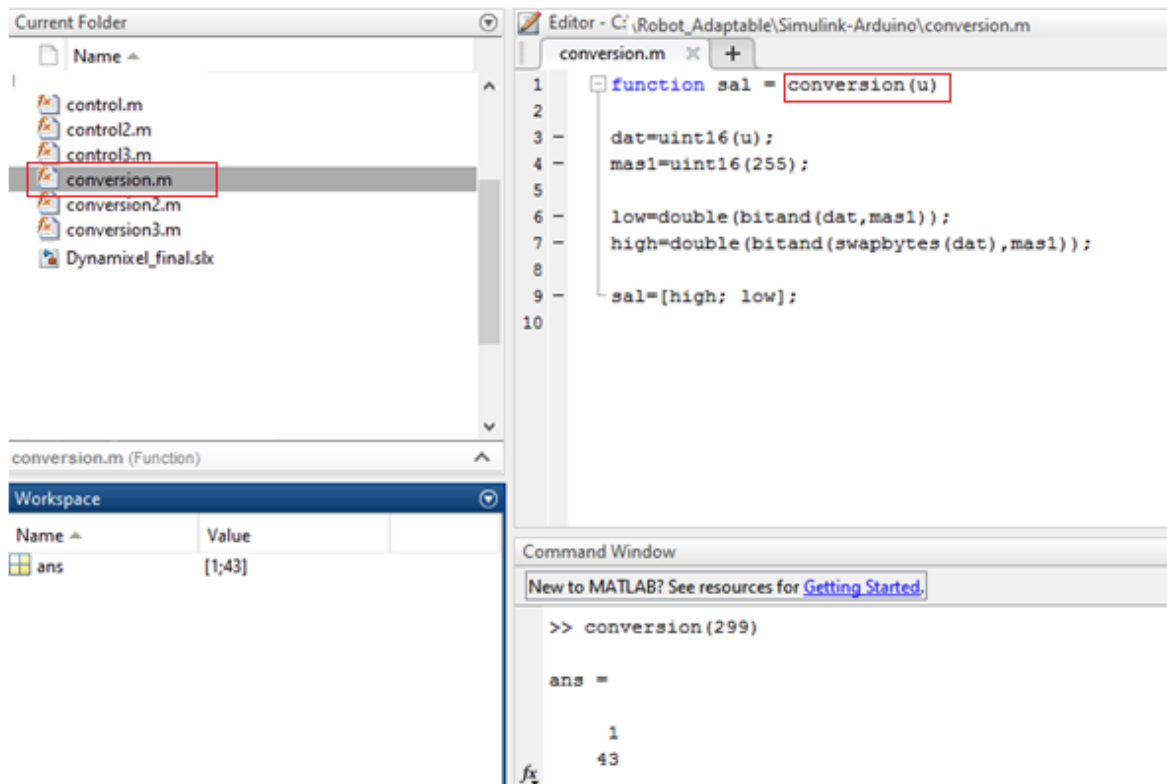 Current Folder
Name
control.m
control2.m
control3.m
conversion.m
conversion2.m
conversion3.m
Dynamixel_final.slx
conversion.m (Function)
Workspace
Name Value
ans [1;43]
Editor - C: \Robot_Adaptable\Simulink-Arduino\conversion.m
conversion.m × +
1 function sal = conversion(u)
2
3 - dat=uint16(u);
4 - mas1=uint16(255);
5
6 - low=double(bitand(dat,mas1));
7 - high=double(bitand(swapbytes(dat),mas1));
8
9 - sal=[high; low];
10
Command Window
New to MATLAB? See resources for Getting Started.
>> conversion(299)
ans =
1
43
fx